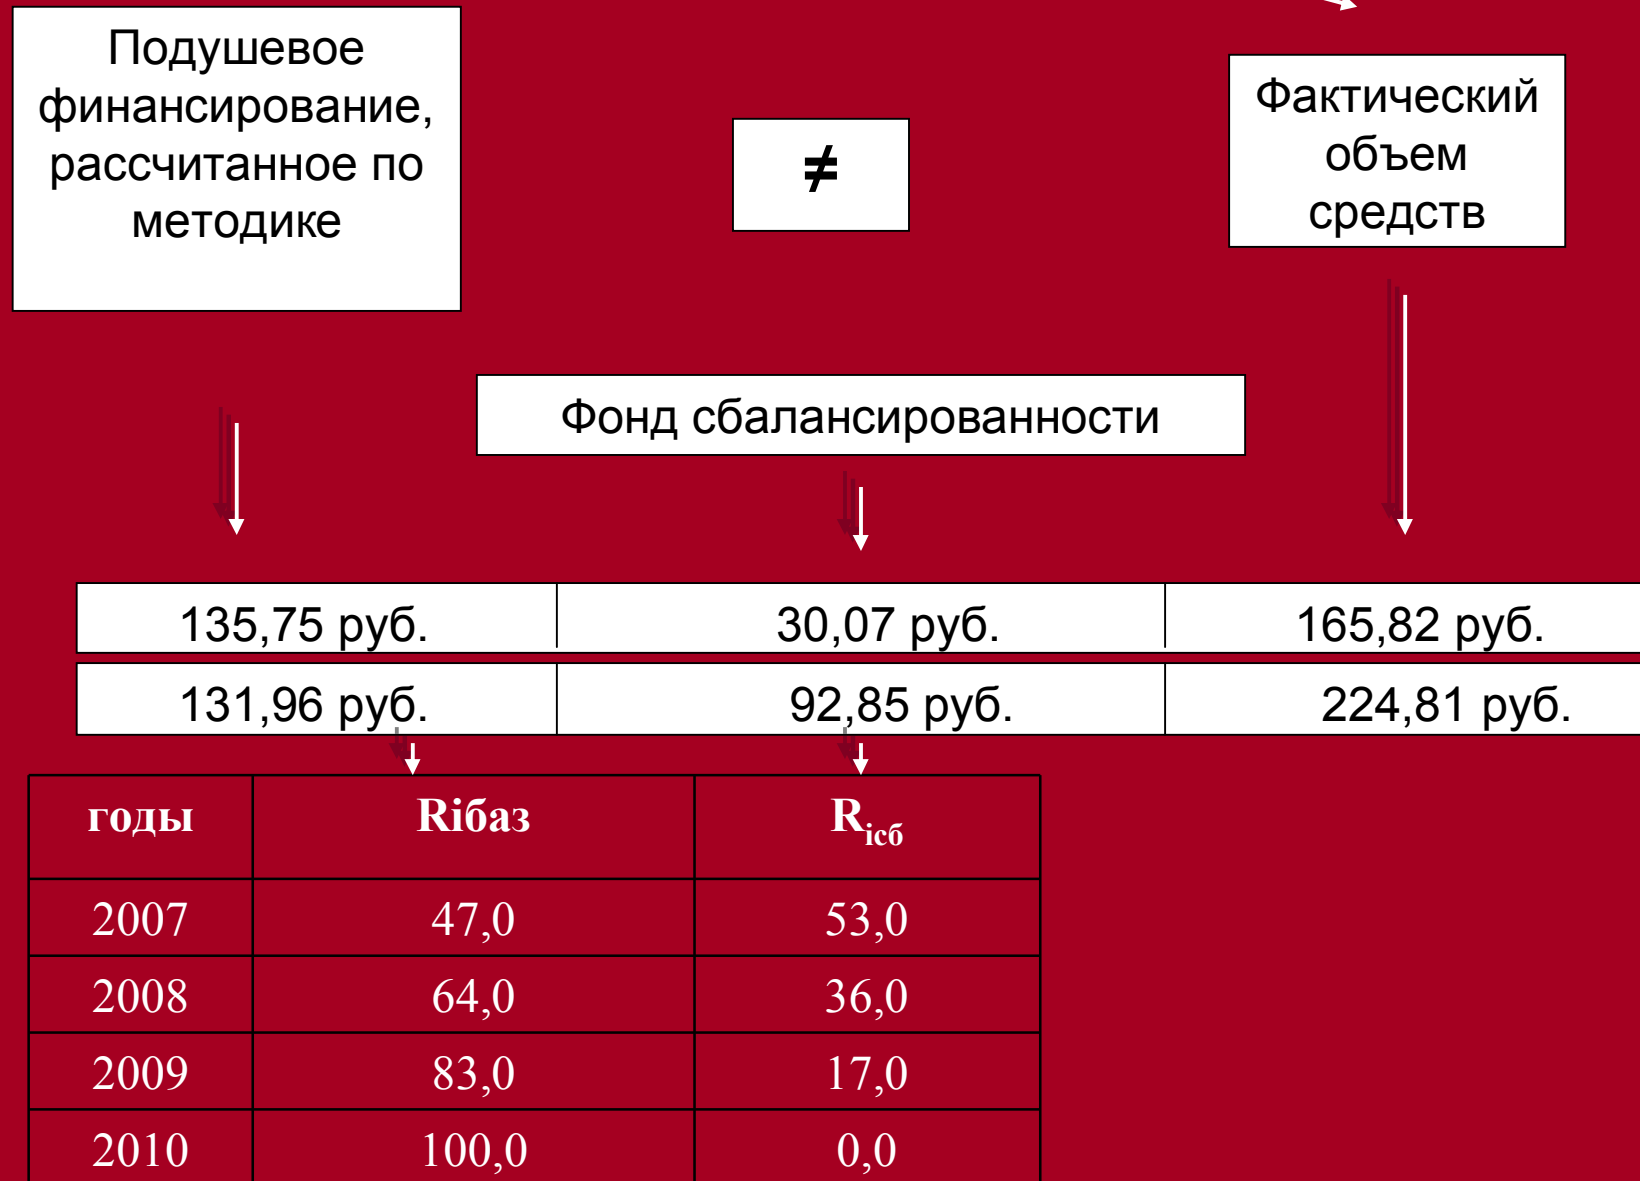 Подушевое
финансирование,
рассчитанное по
методике
≠
Фактический
объем
средств
Фонд сбалансированности
135,75 руб. 30,07 руб. 165,82 руб.
131,96 руб. 92,85 руб. 224,81 руб.
годы Riбаз Riсб
2007 47,0 53,0
2008 64,0 36,0
2009 83,0 17,0
2010 100,0 0,0